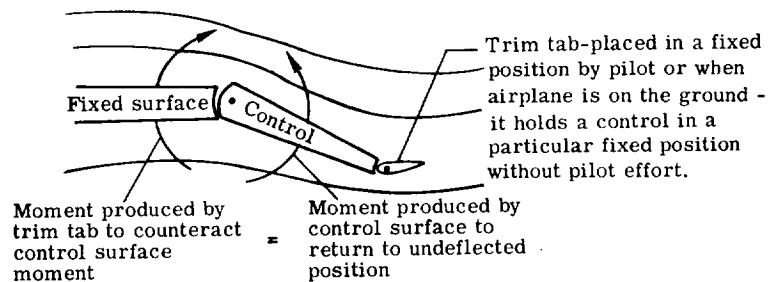 Trim tab-placed in a fixed
position by pilot or when
airplane is on the ground -
it holds a control in a
particular fixed position
without pilot effort.
Fixed surface
Control
Moment produced by
trim tab to counteract
control surface
moment
=
Moment produced by
control surface to
return to undeflected
position